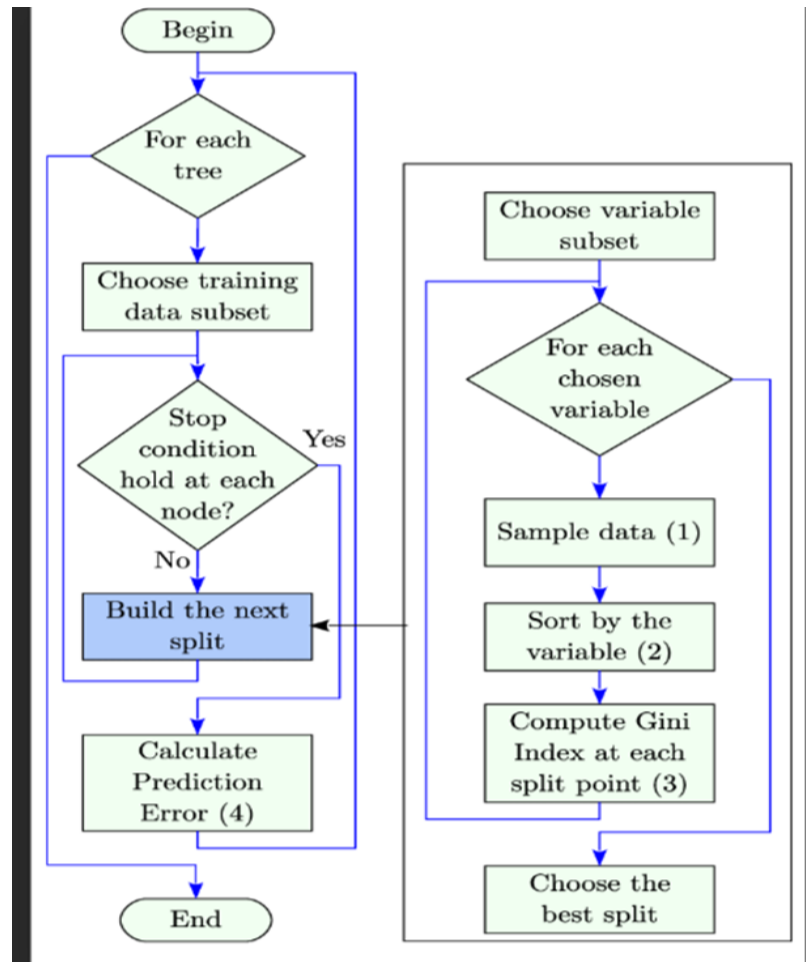 Begin
For each
tree
Choose training
data subset
Stop
condition
hold at each
node?
Yes
No
Build the next
split
Calculate
Prediction
Error (4)
End
Choose variable
subset
For each
chosen
variable
Sample data (1)
Sort by the
variable (2)
Compute Gini
Index at each
split point (3)
Choose the
best split